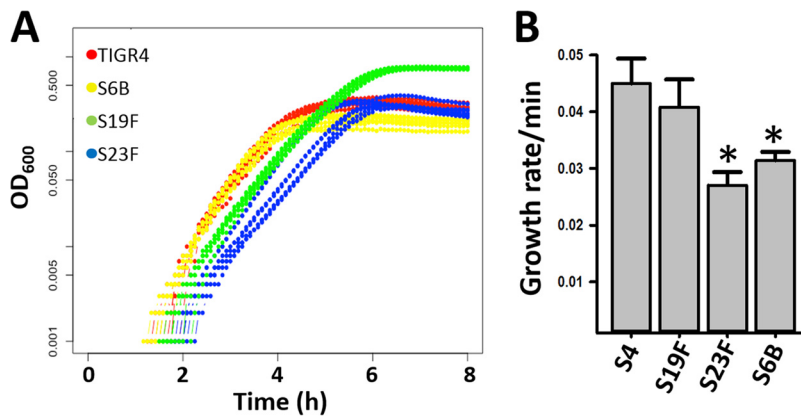 A
TIGR4
S6B
S19F
S23F
OD600
0.500
0.050
0.005
0.001
0 2 4 6 8
Time (h)
B
Growth rate/min
0.05
0.04
0.03
0.02
0.01
* *
S4 S19F S23F S6B